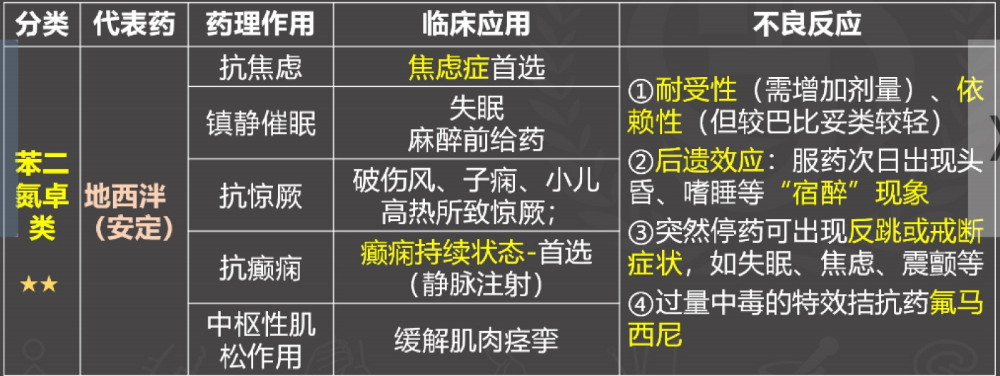 分类 代表药 药理作用 临床应用 不良反应
苯二
氮卓
类
★★
地西泮
（安定）
抗焦虑
焦虑症首选
镇静催眠
失眠
麻醉前给药
抗惊厥
破伤风、子痫、小儿
高热所致惊厥；
抗癫痫
癫痫持续状态-首选
（静脉注射）
中枢性肌
松作用
缓解肌肉痉挛
①耐受性（需增加剂量）、依
赖性（但较巴比妥类较轻）
②后遗效应：服药次日出现头
昏、嗜睡等“宿醉”现象
③突然停药可出现反跳或戒断
症状，如失眠、焦虑、震颤等
④过量中毒的特效拮抗药氟马
西尼